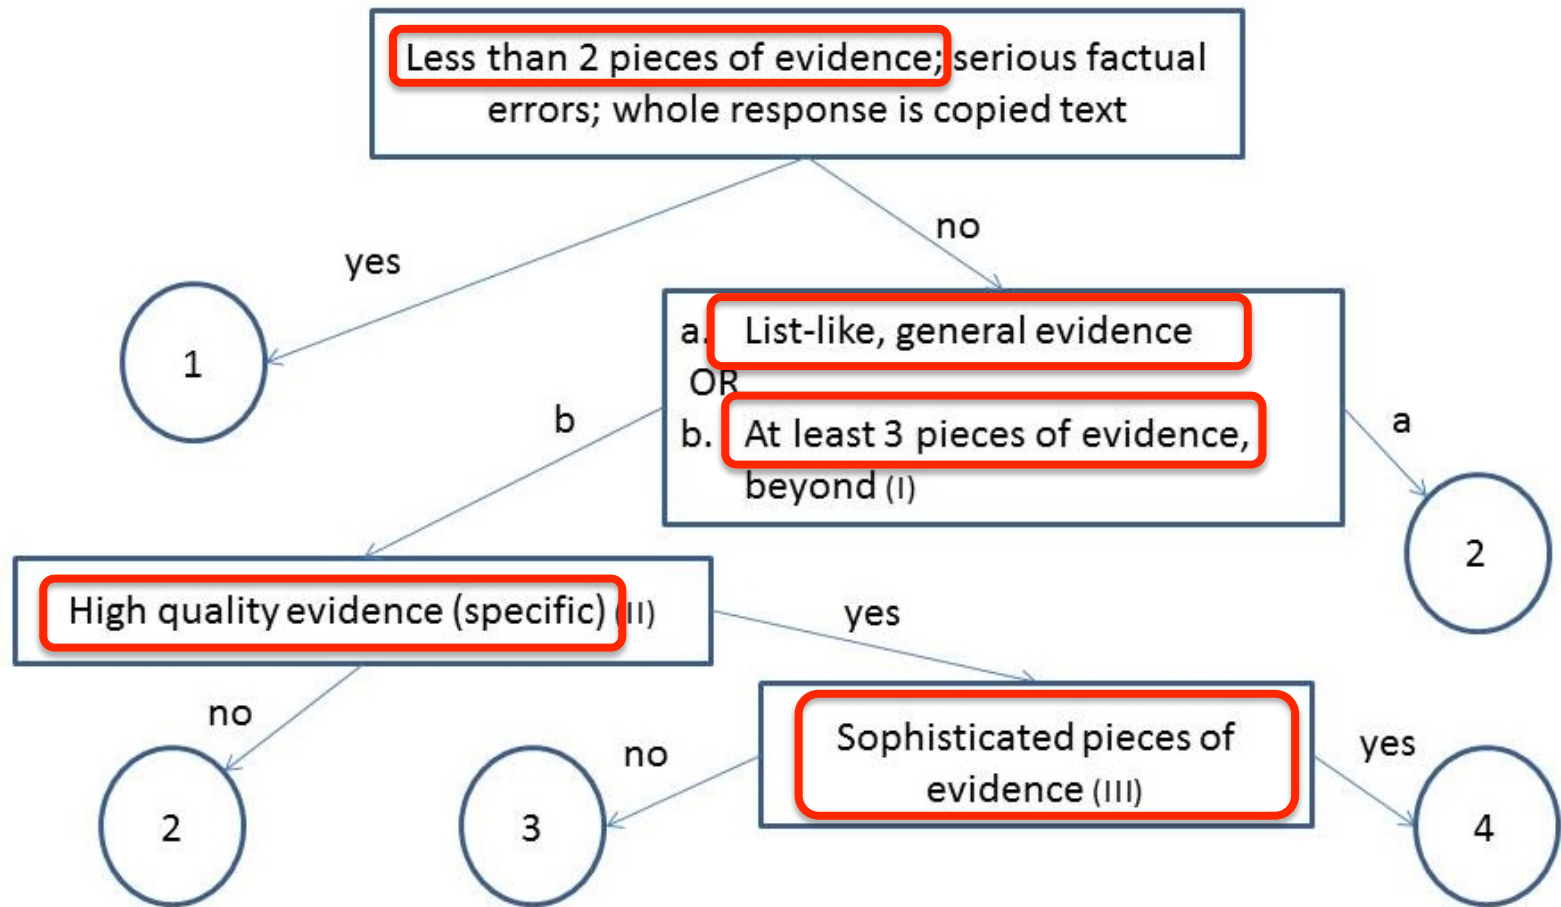 Less than 2 pieces of evidence; serious factual
errors; whole response is copied text
yes
no
1
a. List-like, general evidence
OR
b. At least 3 pieces of evidence,
beyond (I)
b
a
2
High quality evidence (specific) (II)
yes
no
2
Sophisticated pieces of
evidence (III)
no
yes
3
4